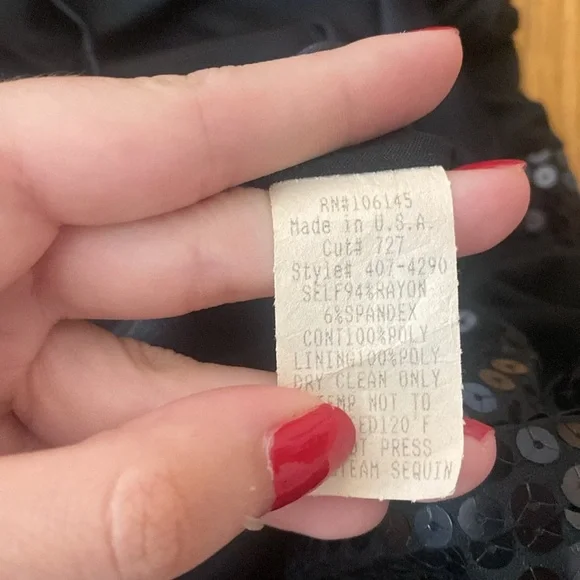 RN#106145
Made in U.S.A.
Cut# 727
Style# 407-4290
SELF94%RAYON
6%SPANDEX
CONT100%POLY
LINING100%POLY
DRY CLEAN ONLY
NOT TO
120 F
PRESS
SEQUIN